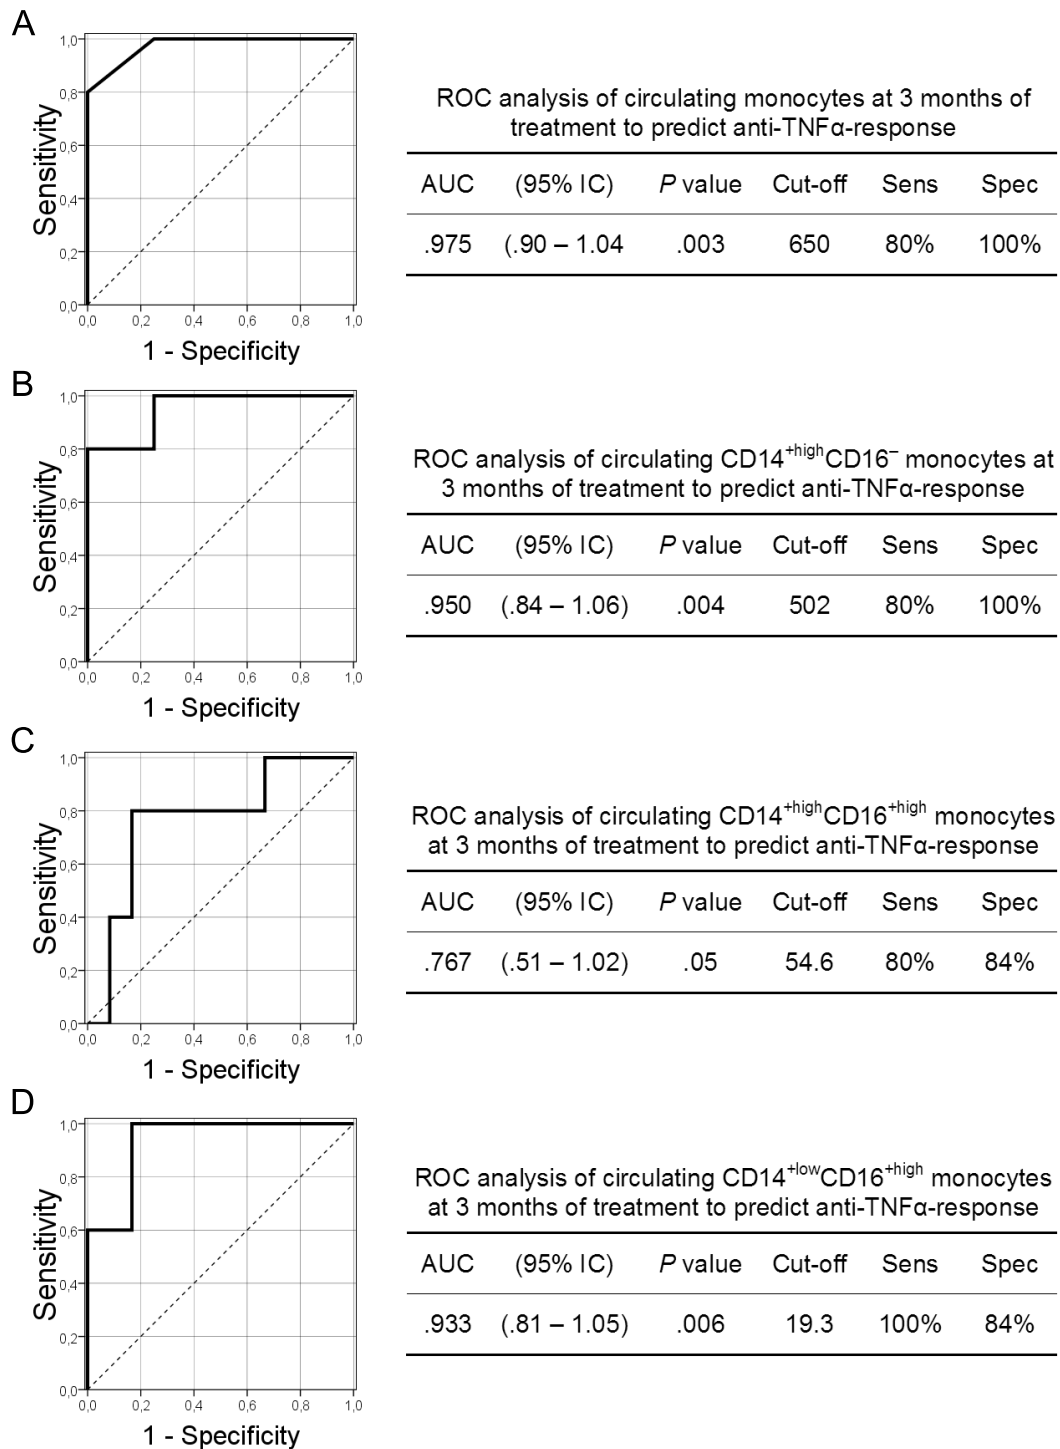 A
Sensitivity
1,0
0,8
0,6
0,4
0,2
0,0
0,0 0,2 0,4 0,6 0,8 1,0
1 - Specificity
ROC analysis of circulating monocytes at 3 months of
treatment to predict anti-TNFα-response
AUC (95% IC) P value Cut-off Sens Spec
.975 (.90 – 1.04 .003 650 80% 100%
B
Sensitivity
1,0
0,8
0,6
0,4
0,2
0,0
0,0 0,2 0,4 0,6 0,8 1,0
1 - Specificity
ROC analysis of circulating CD14+highCD16– monocytes at
3 months of treatment to predict anti-TNFα-response
AUC (95% IC) P value Cut-off Sens Spec
.950 (.84 – 1.06) .004 502 80% 100%
C
Sensitivity
1,0
0,8
0,6
0,4
0,2
0,0
0,0 0,2 0,4 0,6 0,8 1,0
1 - Specificity
ROC analysis of circulating CD14+highCD16+high monocytes
at 3 months of treatment to predict anti-TNFα-response
AUC (95% IC) P value Cut-off Sens Spec
.767 (.51 – 1.02) .05 54.6 80% 84%
D
Sensitivity
1,0
0,8
0,6
0,4
0,2
0,0
0,0 0,2 0,4 0,6 0,8 1,0
1 - Specificity
ROC analysis of circulating CD14+lowCD16+high monocytes
at 3 months of treatment to predict anti-TNFα-response
AUC (95% IC) P value Cut-off Sens Spec
.933 (.81 – 1.05) .006 19.3 100% 84%